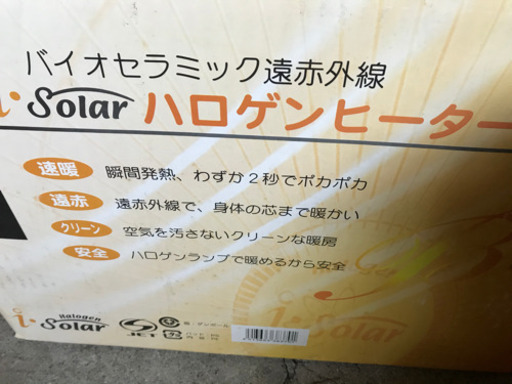 バイオセラミック遠赤外線
i Solar ハロゲンヒーター
速暖 瞬間発熱、わずか2秒でポカポカ
遠赤 遠赤外線で、身体の芯まで暖かい
クリーン 空気を汚さないクリーンな暖房
安全 ハロゲンランプで暖めるから安全
Halogen
i Solar
JET